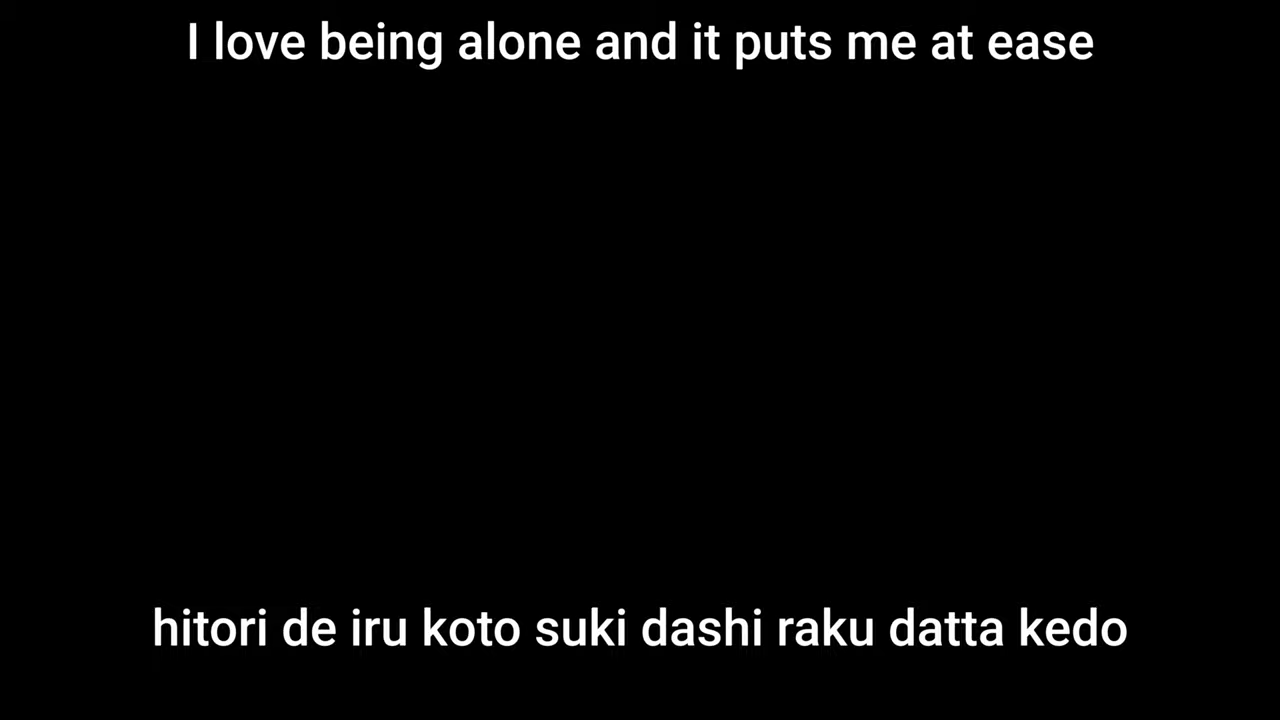 I love being alone and it puts me at ease
hitori de iru koto suki dashi raku datta kedo